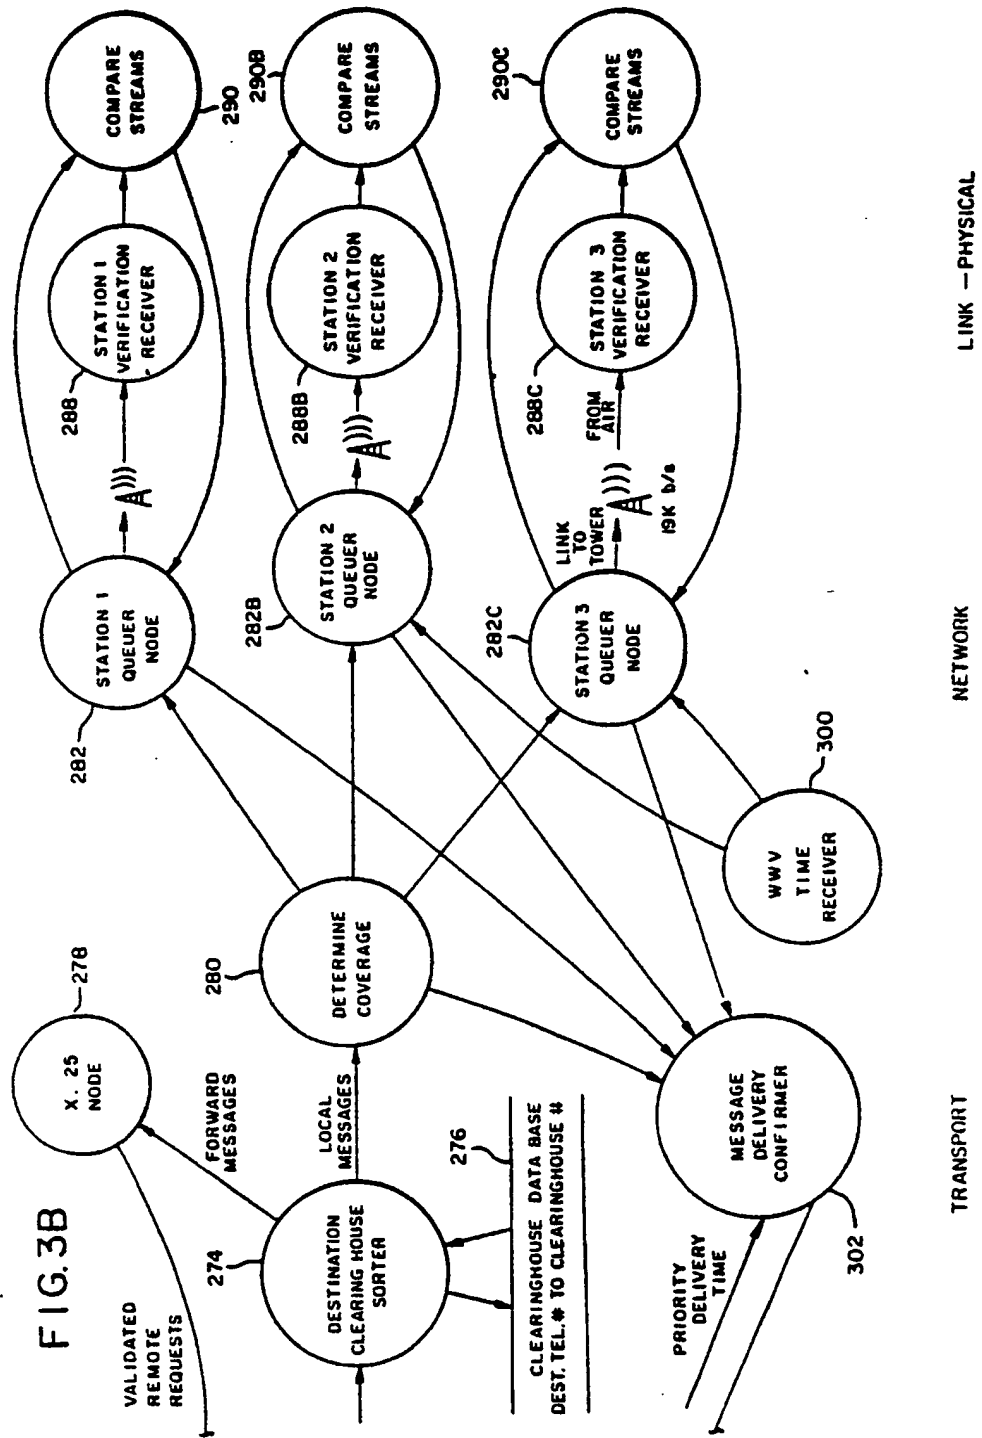 FIG.3B
VALIDATED
REMOTE
REQUESTS
X.25
NODE
278
FORWARD
MESSAGES
274
DESTINATION
CLEARING HOUSE
SORTER
LOCAL
MESSAGES
276
CLEARINGHOUSE DATA BASE
DEST. TEL.# TO CLEARINGHOUSE #
PRIORITY
DELIVERY
TIME
302
MESSAGE
DELIVERY
CONFIRMER
280
DETERMINE
COVERAGE
300
WWV
TIME
RECEIVER
282
STATION 1
QUEUER
NODE
282B
STATION 2
QUEUER
NODE
282C
STATION 3
QUEUER
NODE
LINK
TO
TOWER
19K b/s
FROM
AIR
288
STATION 1
VERIFICATION
RECEIVER
288B
STATION 2
VERIFICATION
RECEIVER
288C
STATION 3
VERIFICATION
RECEIVER
290
COMPARE
STREAMS
290B
COMPARE
STREAMS
290C
COMPARE
STREAMS
TRANSPORT
NETWORK
LINK — PHYSICAL